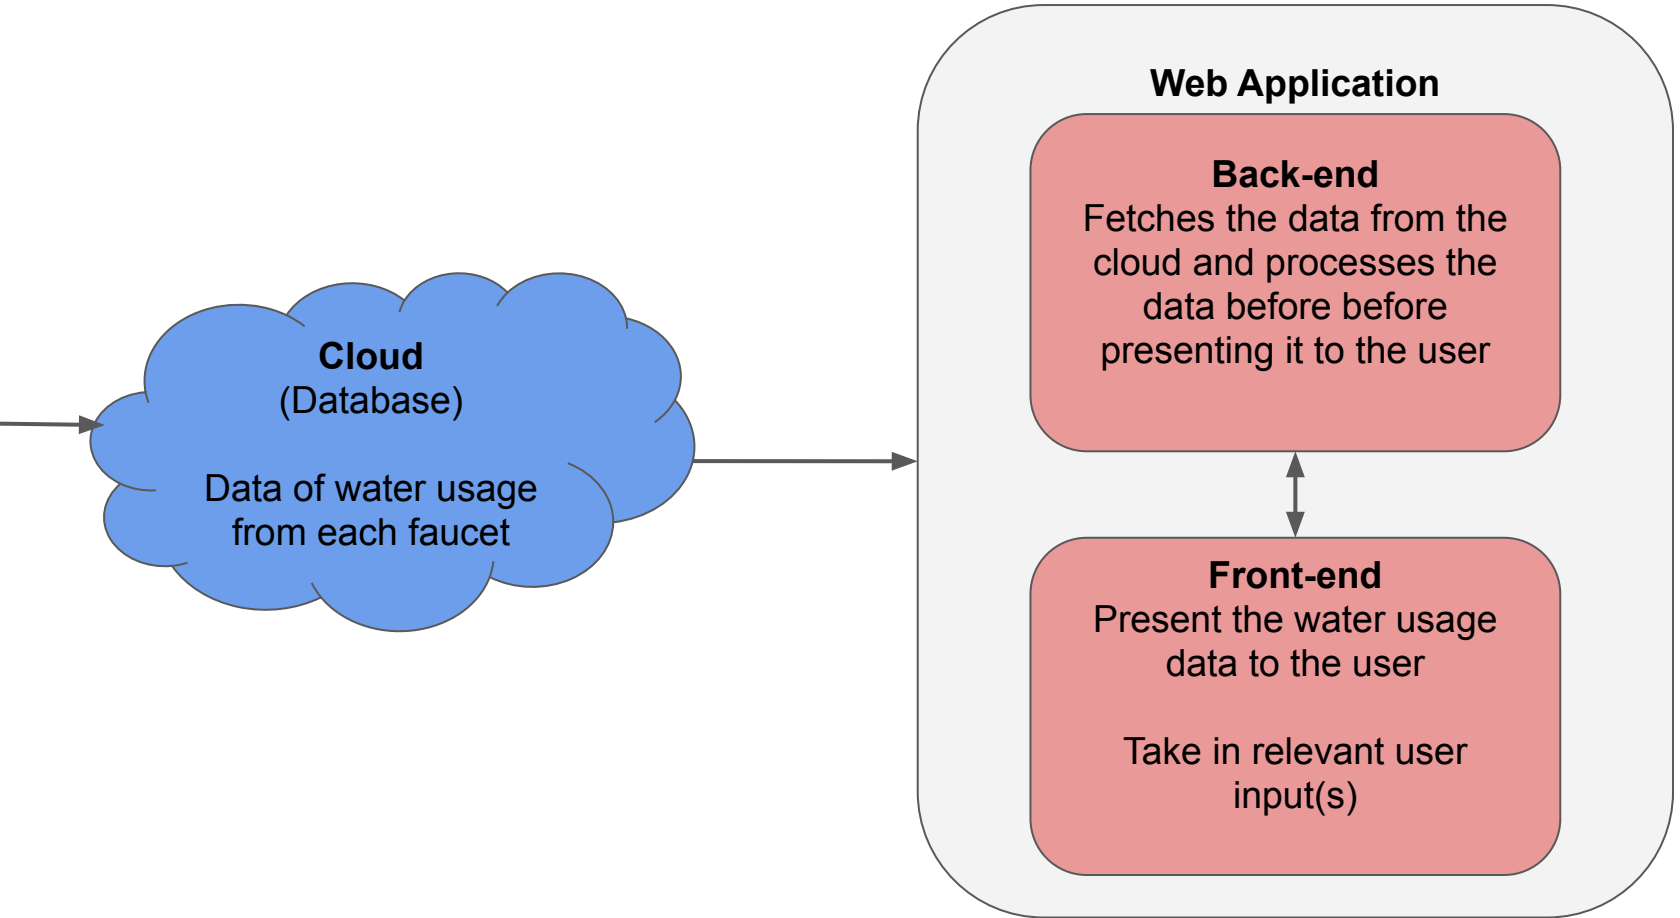 Web Application
Back-end
Fetches the data from the
cloud and processes the
data before before
presenting it to the user
Cloud
(Database)
Data of water usage
from each faucet
Front-end
Present the water usage
data to the user
Take in relevant user
input(s)